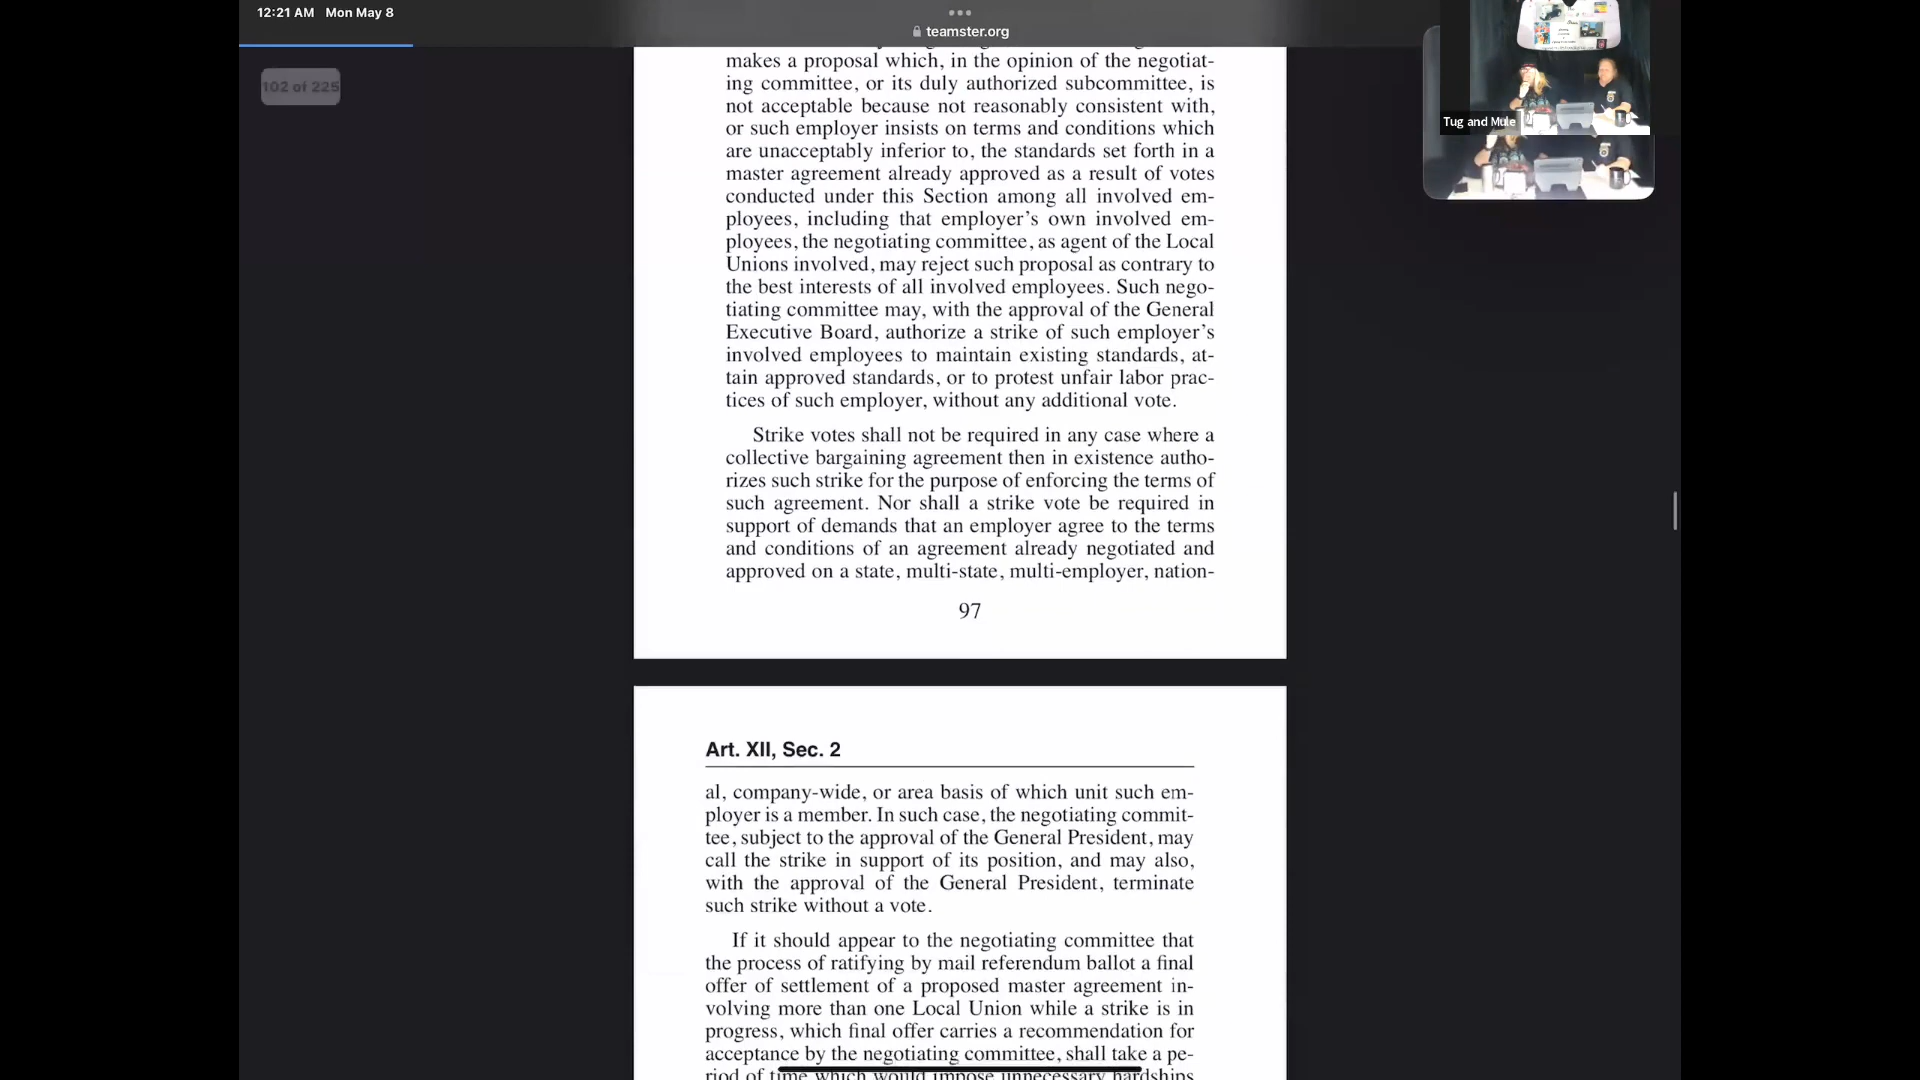 12:21 AM Mon May 8
teamster.org
102 of 225
Tug and Mule
makes a proposal which, in the opinion of the negotiat-
ing committee, or its duly authorized subcommittee, is
not acceptable because not reasonably consistent with,
or such employer insists on terms and conditions which
are unacceptably inferior to, the standards set forth in a
master agreement already approved as a result of votes
conducted under this Section among all involved em-
ployees, including that employer's own involved em-
ployees, the negotiating committee, as agent of the Local
Unions involved, may reject such proposal as contrary to
the best interests of all involved employees. Such nego-
tiating committee may, with the approval of the General
Executive Board, authorize a strike of such employer's
involved employees to maintain existing standards, at-
tain approved standards, or to protest unfair labor prac-
tices of such employer, without any additional vote.
Strike votes shall not be required in any case where a
collective bargaining agreement then in existence autho-
rizes such strike for the purpose of enforcing the terms of
such agreement. Nor shall a strike vote be required in
support of demands that an employer agree to the terms
and conditions of an agreement already negotiated and
approved on a state, multi-state, multi-employer, nation-
97
Art. XII, Sec. 2
al, company-wide, or area basis of which unit such em-
ployer is a member. In such case, the negotiating commit-
tee, subject to the approval of the General President, may
call the strike in support of its position, and may also,
with the approval of the General President, terminate
such strike without a vote.
If it should appear to the negotiating committee that
the process of ratifying by mail referendum ballot a final
offer of settlement of a proposed master agreement in-
volving more than one Local Union while a strike is in
progress, which final offer carries a recommendation for
acceptance by the negotiating committee, shall take a pe-
riod of time which would impose unnecessary hardships